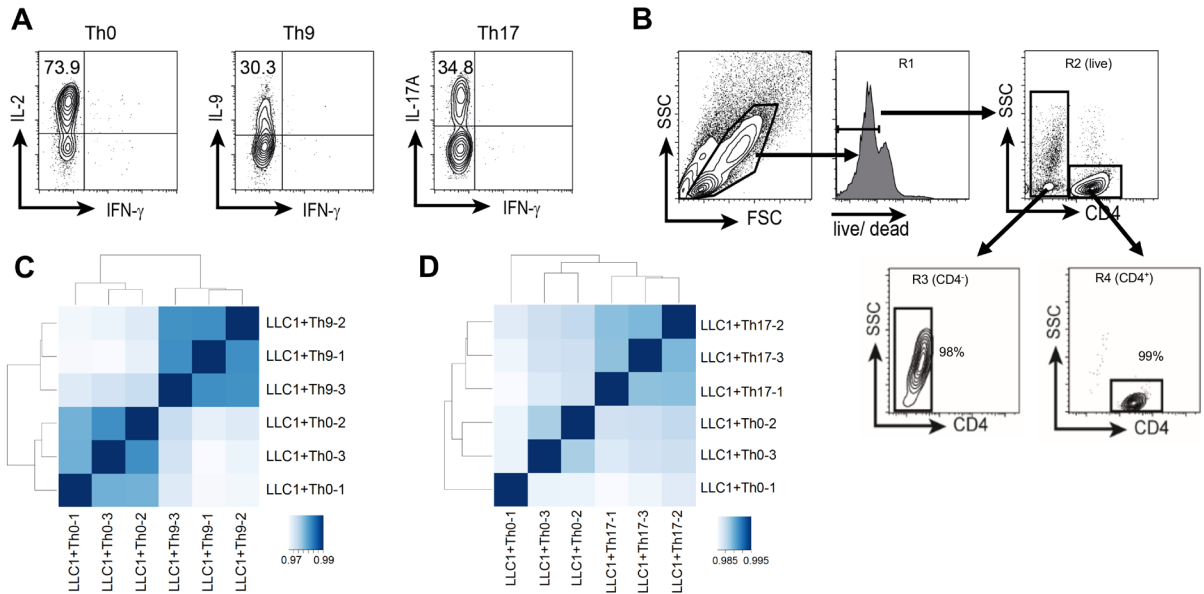 A
Th0
Th9
Th17
73.9
30.3
34.8
IL-2
IL-9
IL-17A
IFN-γ
IFN-γ
IFN-γ
B
R1
R2 (live)
SSC
SSC
FSC
live/ dead
CD4
R3 (CD4⁻)
R4 (CD4⁺)
SSC
SSC
98%
99%
CD4
CD4
C
LLC1+Th9-2
LLC1+Th9-1
LLC1+Th9-3
LLC1+Th0-2
LLC1+Th0-3
LLC1+Th0-1
LLC1+Th0-1
LLC1+Th0-3
LLC1+Th0-2
LLC1+Th9-3
LLC1+Th9-1
LLC1+Th9-2
0.97 0.99
D
LLC1+Th17-2
LLC1+Th17-3
LLC1+Th17-1
LLC1+Th0-2
LLC1+Th0-3
LLC1+Th0-1
LLC1+Th0-1
LLC1+Th0-3
LLC1+Th0-2
LLC1+Th17-1
LLC1+Th17-3
LLC1+Th17-2
0.985 0.995